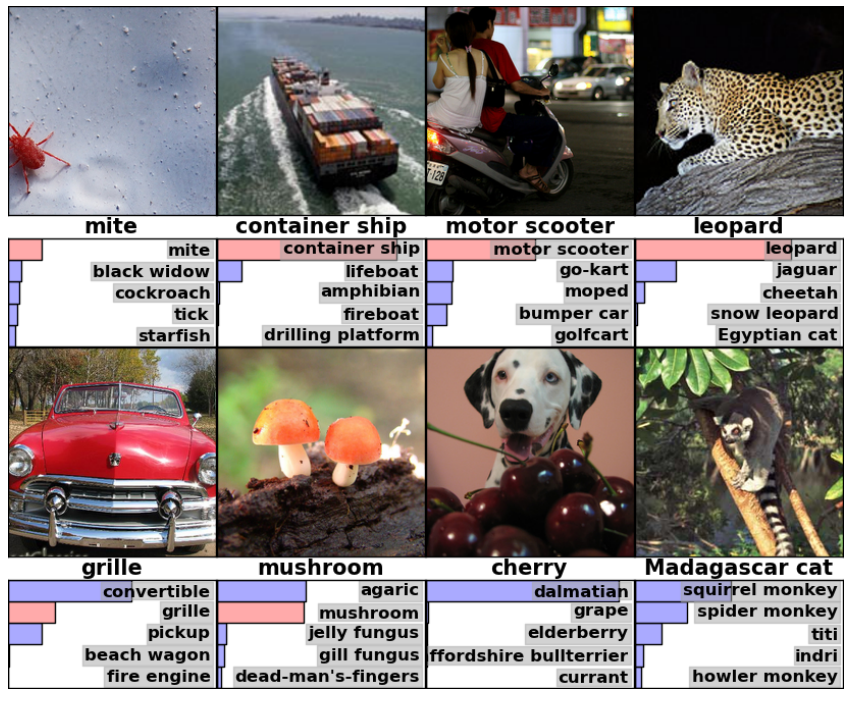 mite
container ship
motor scooter
leopard
mite
black widow
cockroach
tick
starfish
container ship
lifeboat
amphibian
fireboat
drilling platform
motor scooter
go-kart
moped
bumper car
golfcart
leopard
jaguar
cheetah
snow leopard
Egyptian cat
grille
mushroom
cherry
Madagascar cat
convertible
grille
pickup
beach wagon
fire engine
agaric
mushroom
jelly fungus
gill fungus
dead-man's-fingers
dalmatian
grape
elderberry
ffordshire bullterrier
currant
squirrel monkey
spider monkey
titi
indri
howler monkey